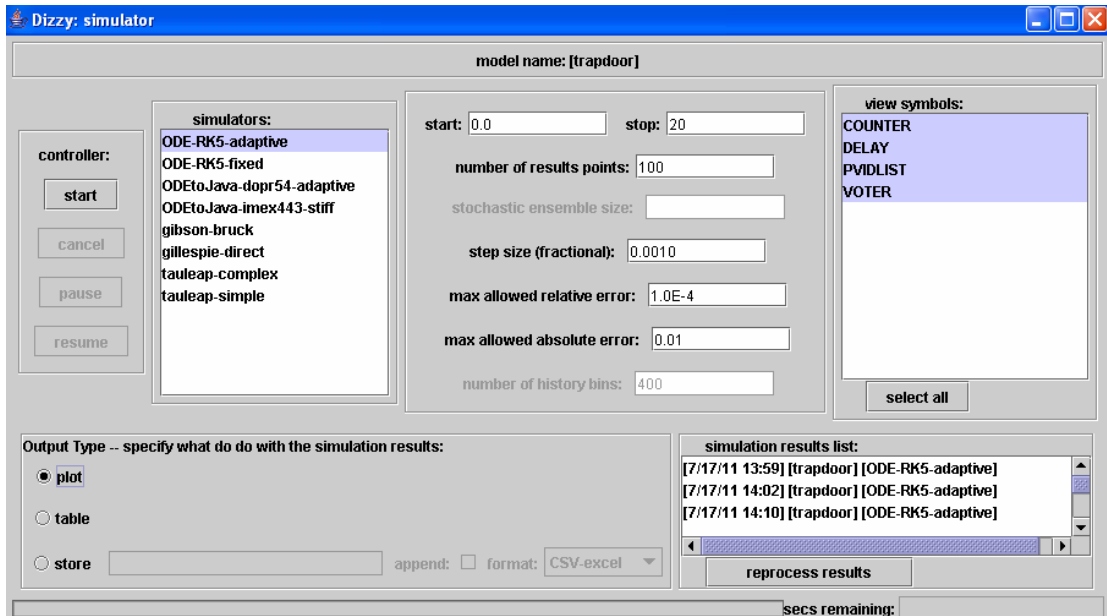 Dizzy: simulator
model name: [trapdoor]
controller:
start
cancel
pause
resume
simulators:
ODE-RK5-adaptive
ODE-RK5-fixed
ODEtoJava-dopr54-adaptive
ODEtoJava-imex443-stiff
gibson-bruck
gillespie-direct
tauleap-complex
tauleap-simple
start: 0.0 stop: 20
number of results points: 100
stochastic ensemble size:
step size (fractional): 0.0010
max allowed relative error: 1.0E-4
max allowed absolute error: 0.01
number of history bins: 400
view symbols:
COUNTER
DELAY
PVIDLIST
VOTER
select all
Output Type -- specify what do do with the simulation results:
plot
table
store append: format: CSV-excel
simulation results list:
[7/17/11 13:59] [trapdoor] [ODE-RK5-adaptive]
[7/17/11 14:02] [trapdoor] [ODE-RK5-adaptive]
[7/17/11 14:10] [trapdoor] [ODE-RK5-adaptive]
reprocess results
secs remaining: